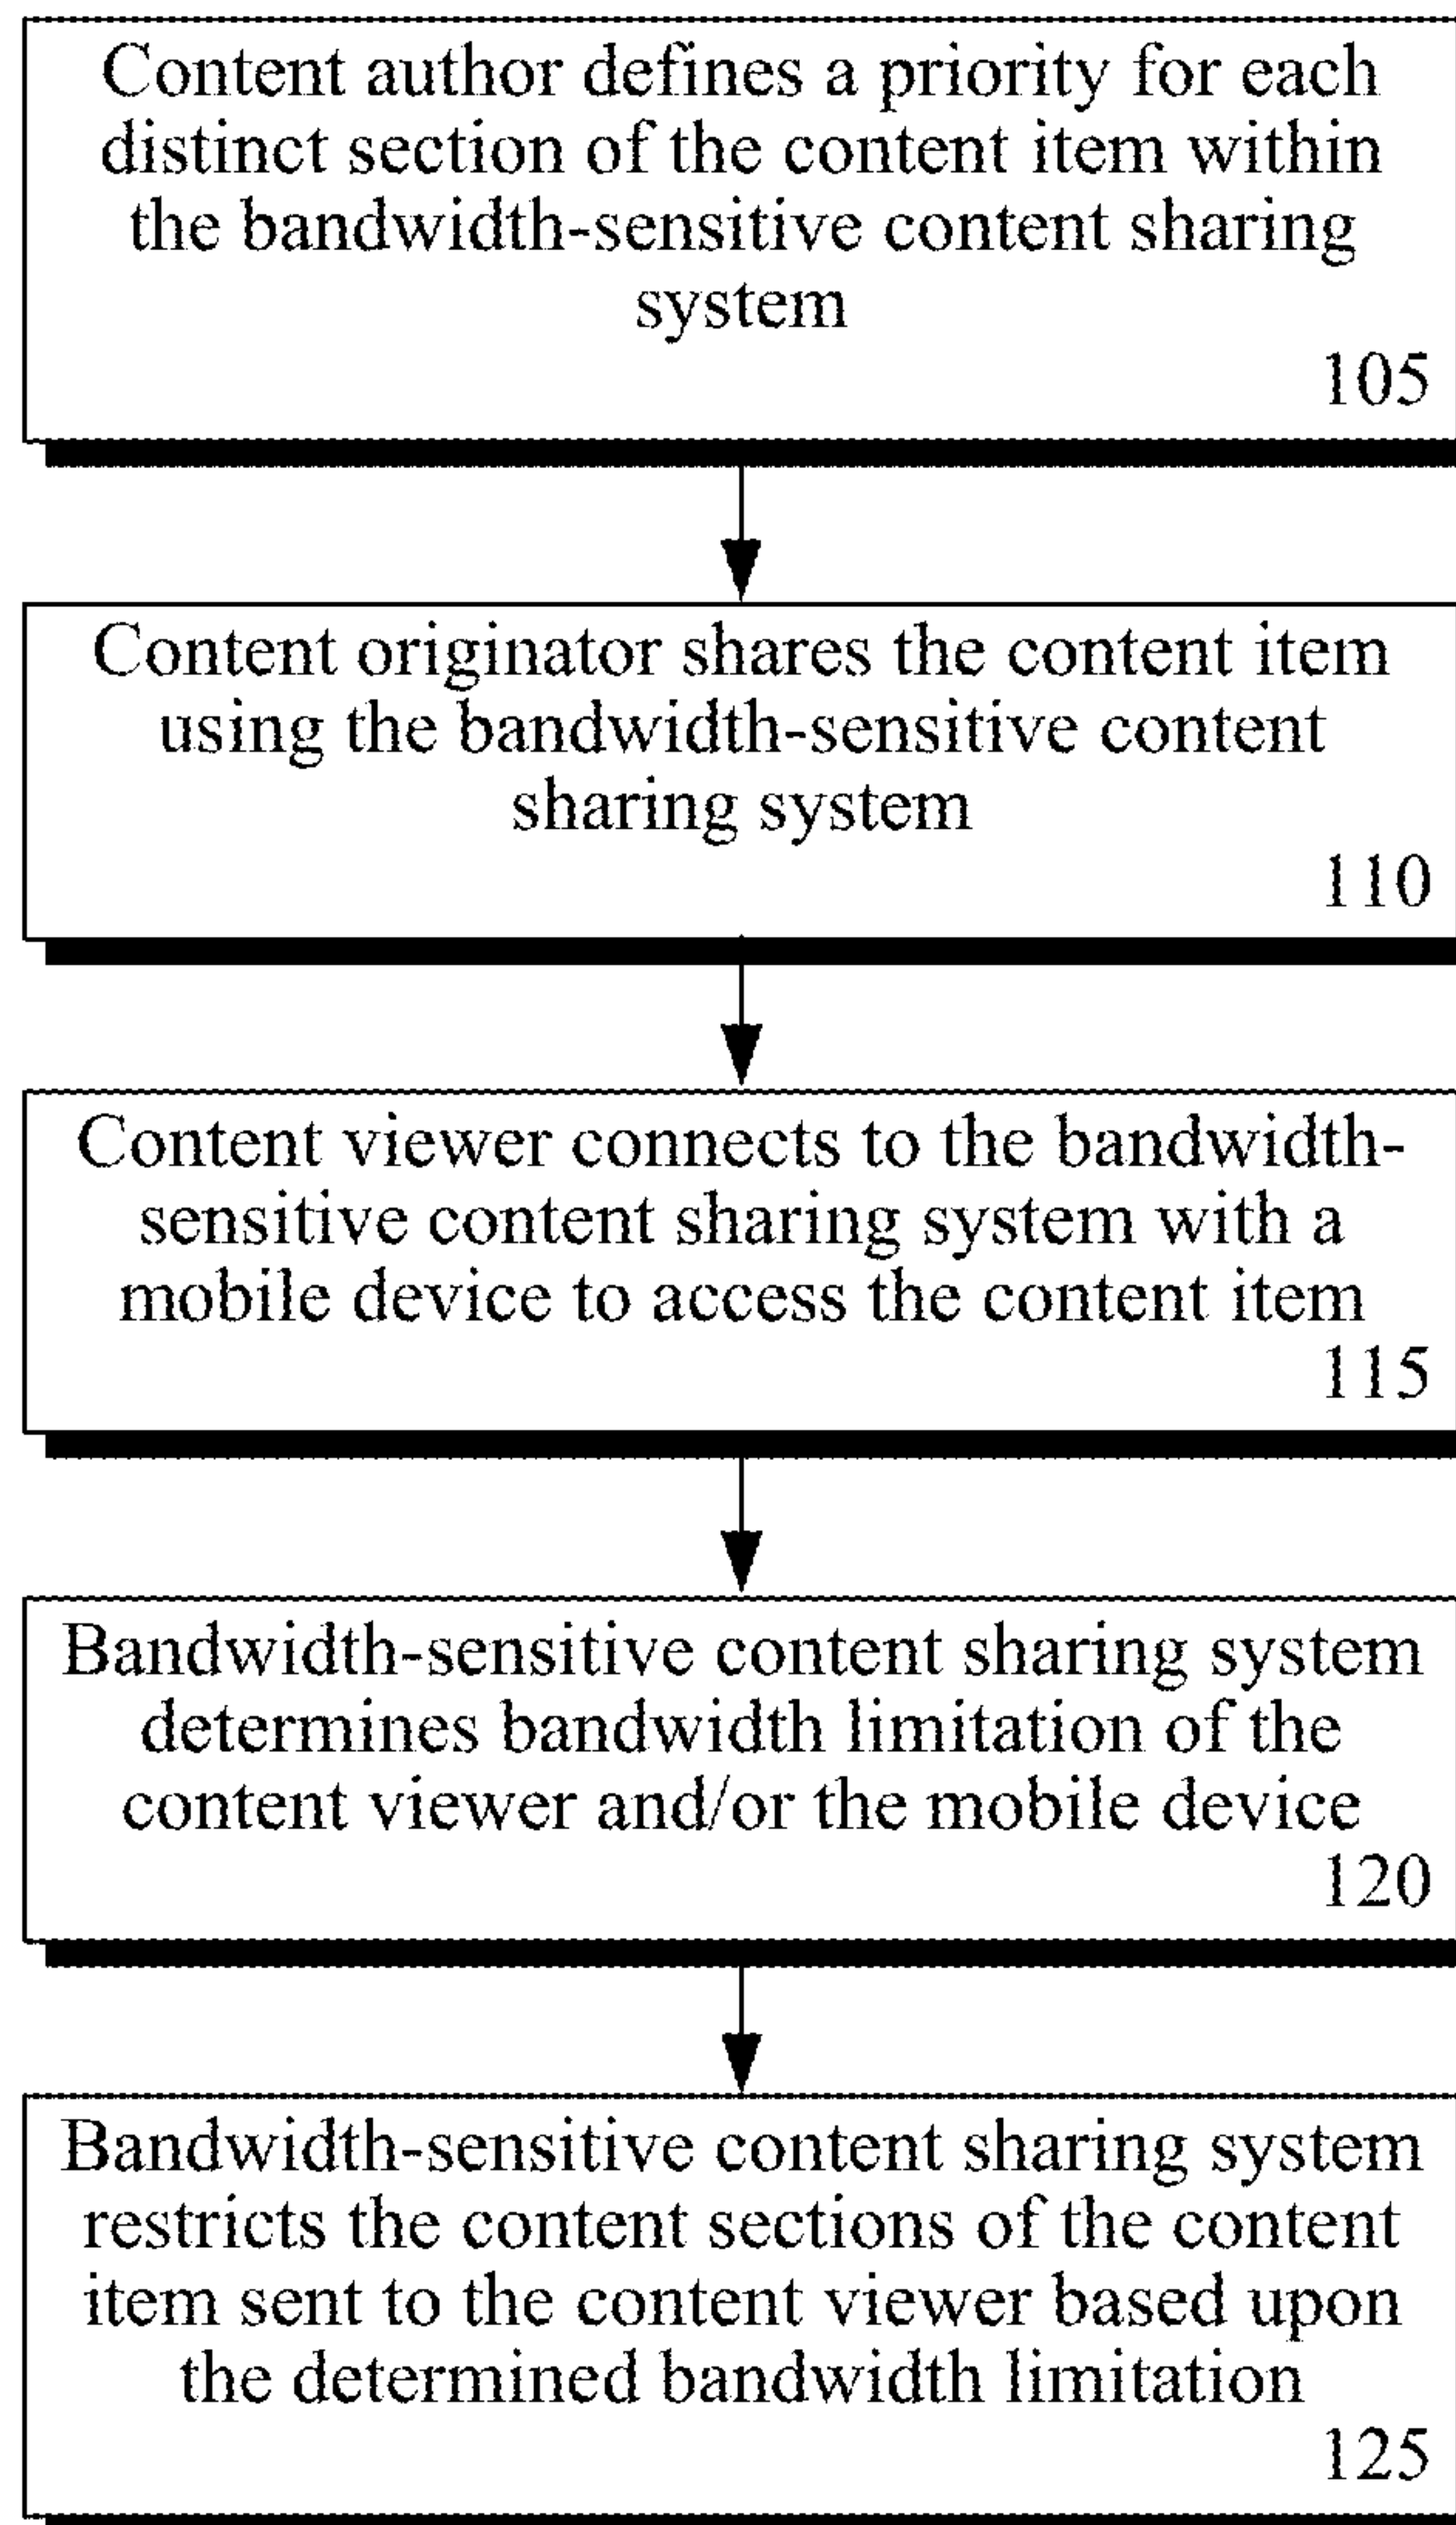 Content author defines a priority for each
distinct section of the content item within
the bandwidth-sensitive content sharing
system
105
Content originator shares the content item
using the bandwidth-sensitive content
sharing system
110
Content viewer connects to the bandwidth-
sensitive content sharing system with a
mobile device to access the content item
115
Bandwidth-sensitive content sharing system
determines bandwidth limitation of the
content viewer and/or the mobile device
120
Bandwidth-sensitive content sharing system
restricts the content sections of the content
item sent to the content viewer based upon
the determined bandwidth limitation
125